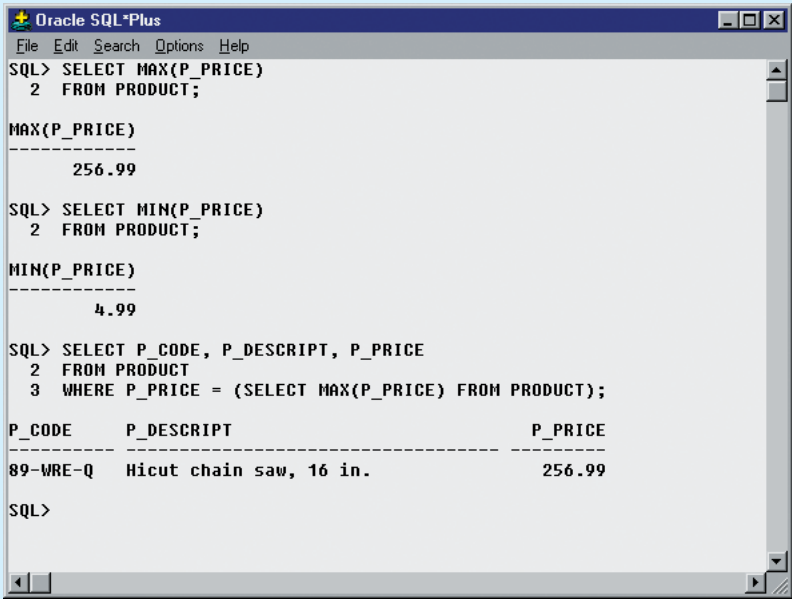 Oracle SQL*Plus
File Edit Search Options Help
SQL> SELECT MAX(P_PRICE)
  2  FROM PRODUCT;
MAX(P_PRICE)
------------
      256.99
SQL> SELECT MIN(P_PRICE)
  2  FROM PRODUCT;
MIN(P_PRICE)
------------
        4.99
SQL> SELECT P_CODE, P_DESCRIPT, P_PRICE
  2  FROM PRODUCT
  3  WHERE P_PRICE = (SELECT MAX(P_PRICE) FROM PRODUCT);
P_CODE     P_DESCRIPT                            P_PRICE
---------- ----------------------------------- ---------
89-WRE-Q   Hicut chain saw, 16 in.                256.99
SQL>